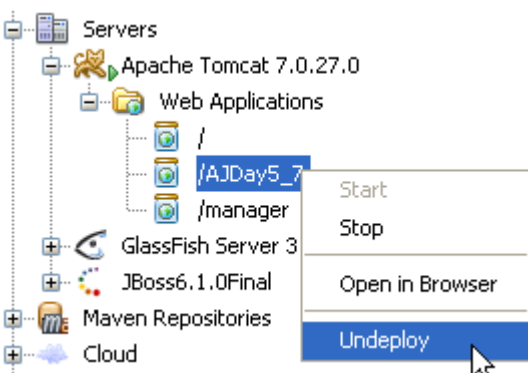 Servers
Apache Tomcat 7.0.27.0
Web Applications
/
/AJDay5_7
/manager
GlassFish Server 3
JBoss6.1.0Final
Maven Repositories
Cloud
Start
Stop
Open in Browser
Undeploy